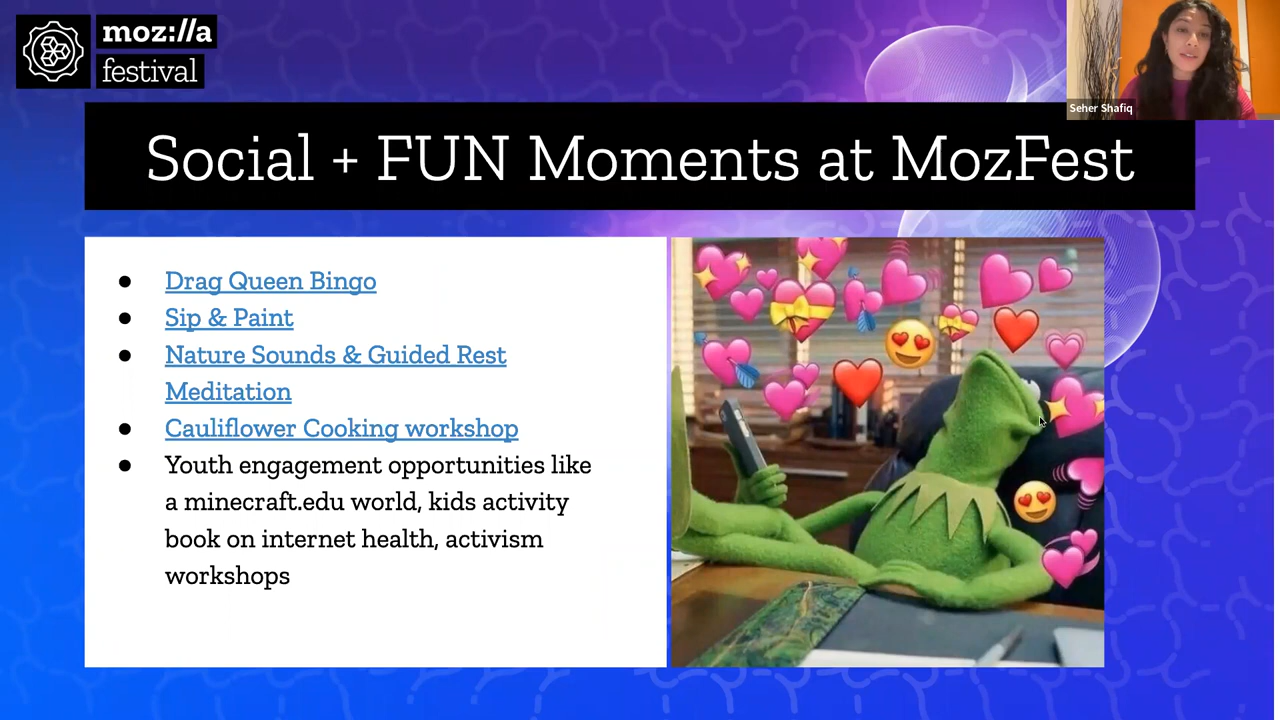 moz://a
festival
Seher Shafiq
Social + FUN Moments at MozFest
● Drag Queen Bingo
● Sip & Paint
● Nature Sounds & Guided Rest
Meditation
● Cauliflower Cooking workshop
● Youth engagement opportunities like
a minecraft.edu world, kids activity
book on internet health, activism
workshops